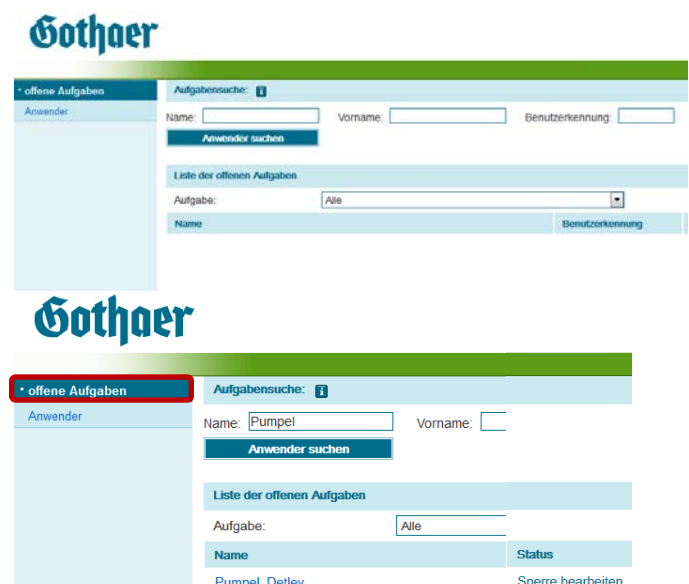 Gothaer
• offene Aufgaben
Aufgabensuche: i
Anwender
Name: Vorname: Benutzerkennung:
Anwender suchen
Liste der offenen Aufgaben
Aufgabe: Alle
Name Benutzerkennung
Gothaer
• offene Aufgaben
Aufgabensuche: i
Anwender
Name: Pumpel Vorname:
Anwender suchen
Liste der offenen Aufgaben
Aufgabe: Alle
Name Status
Pumpel, Detlev Sperre bearbeiten